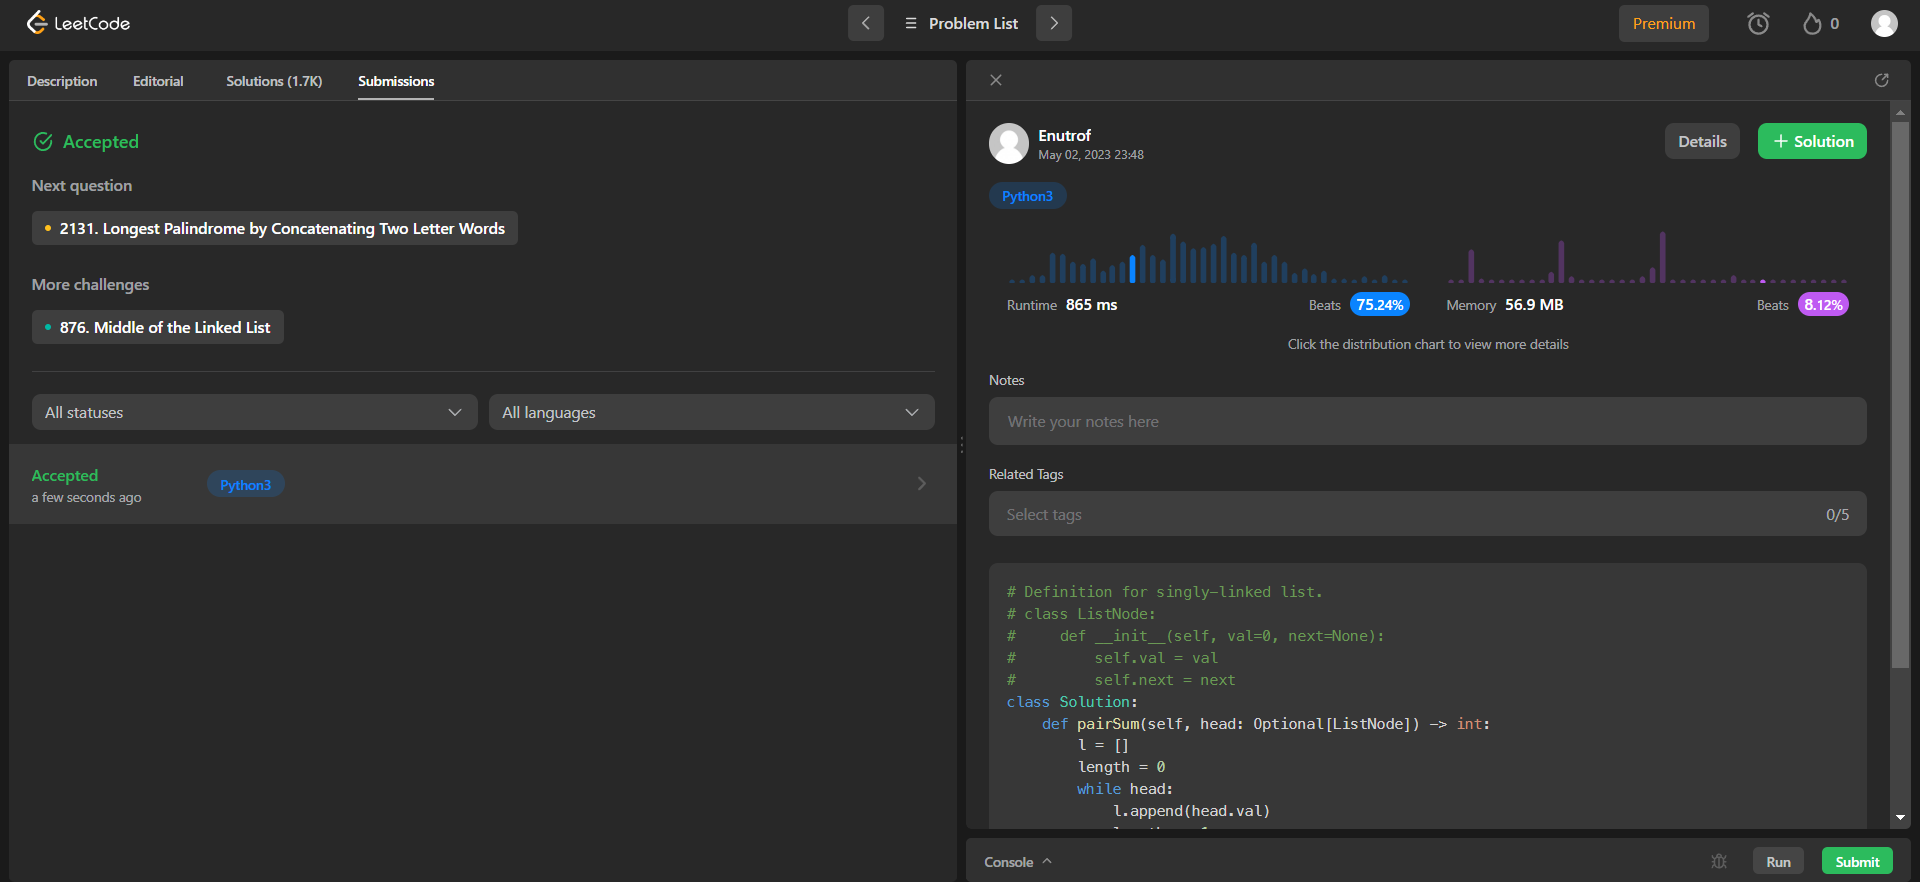 LeetCode
Problem List
Premium
0
Description
Editorial
Solutions (1.7K)
Submissions
Accepted
Next question
2131. Longest Palindrome by Concatenating Two Letter Words
More challenges
876. Middle of the Linked List
All statuses
All languages
Accepted
a few seconds ago
Python3
Enutrof
May 02, 2023 23:48
Details
+ Solution
Python3
Runtime 865 ms
Beats 75.24%
Memory 56.9 MB
Beats 8.12%
Click the distribution chart to view more details
Notes
Write your notes here
Related Tags
Select tags
0/5
# Definition for singly-linked list.
# class ListNode:
#     def __init__(self, val=0, next=None):
#         self.val = val
#         self.next = next
class Solution:
    def pairSum(self, head: Optional[ListNode]) -> int:
        l = []
        length = 0
        while head:
            l.append(head.val)
Console
Run
Submit